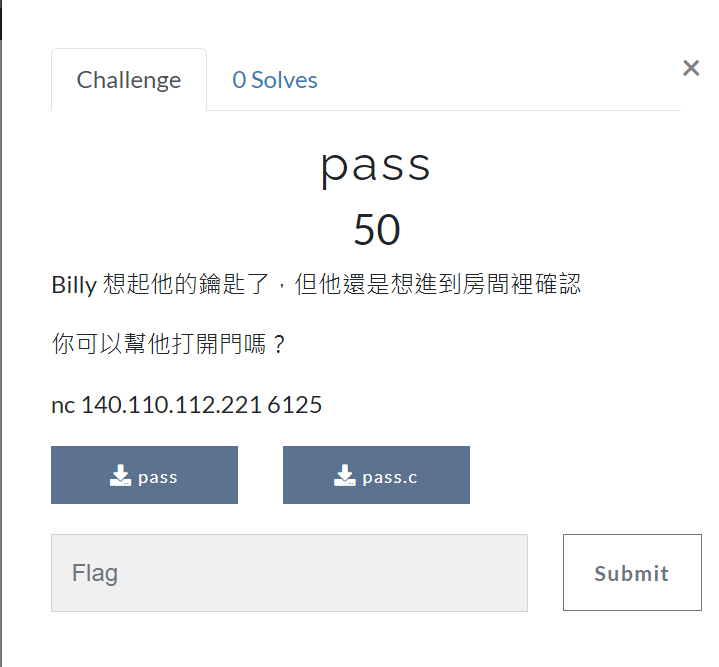 Challenge
0 Solves
×
pass
50
Billy 想起他的鑰匙了，但他還是想進到房間裡確認
你可以幫他打開門嗎？
nc 140.110.112.221 6125
pass
pass.c
Flag
Submit